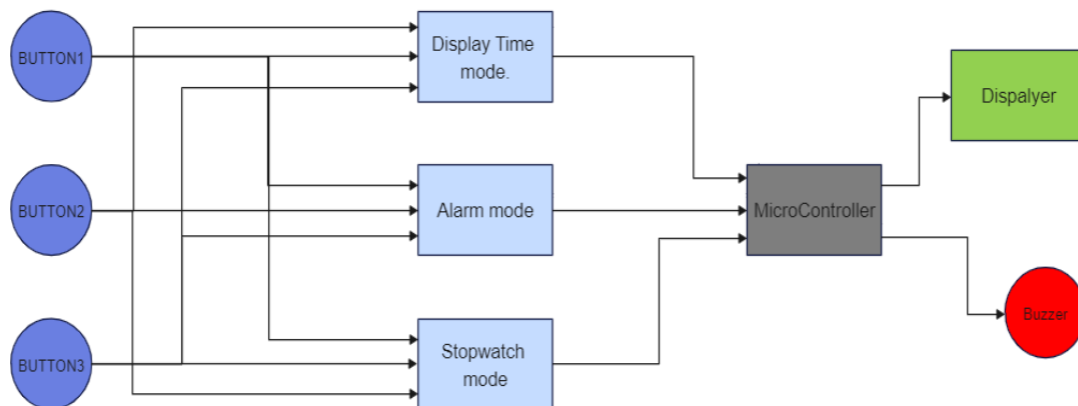 BUTTON1
Display Time
mode.
Dispalyer
BUTTON2
Alarm mode
MicroController
Buzzer
BUTTON3
Stopwatch
mode